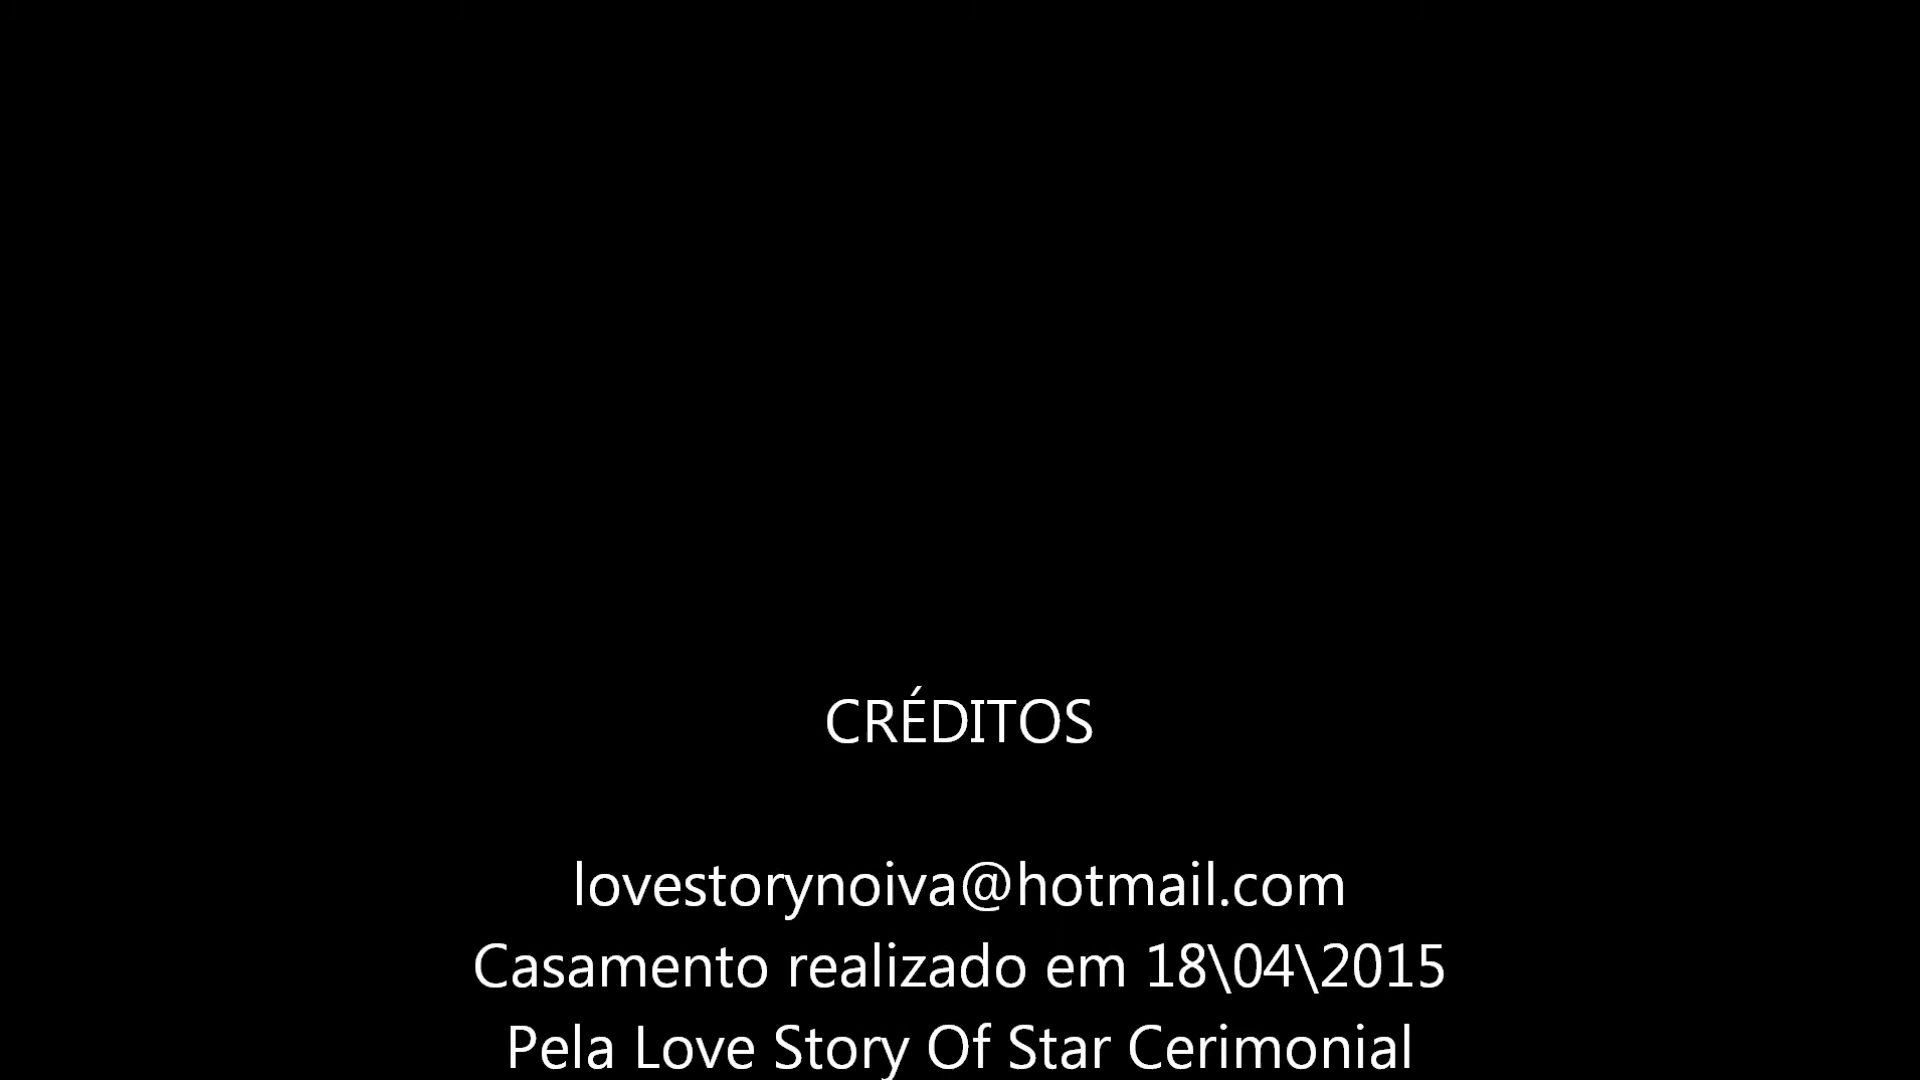 CRÉDITOS
lovestorynoiva@hotmail.com
Casamento realizado em 18\04\2015
Pela Love Story Of Star Cerimonial